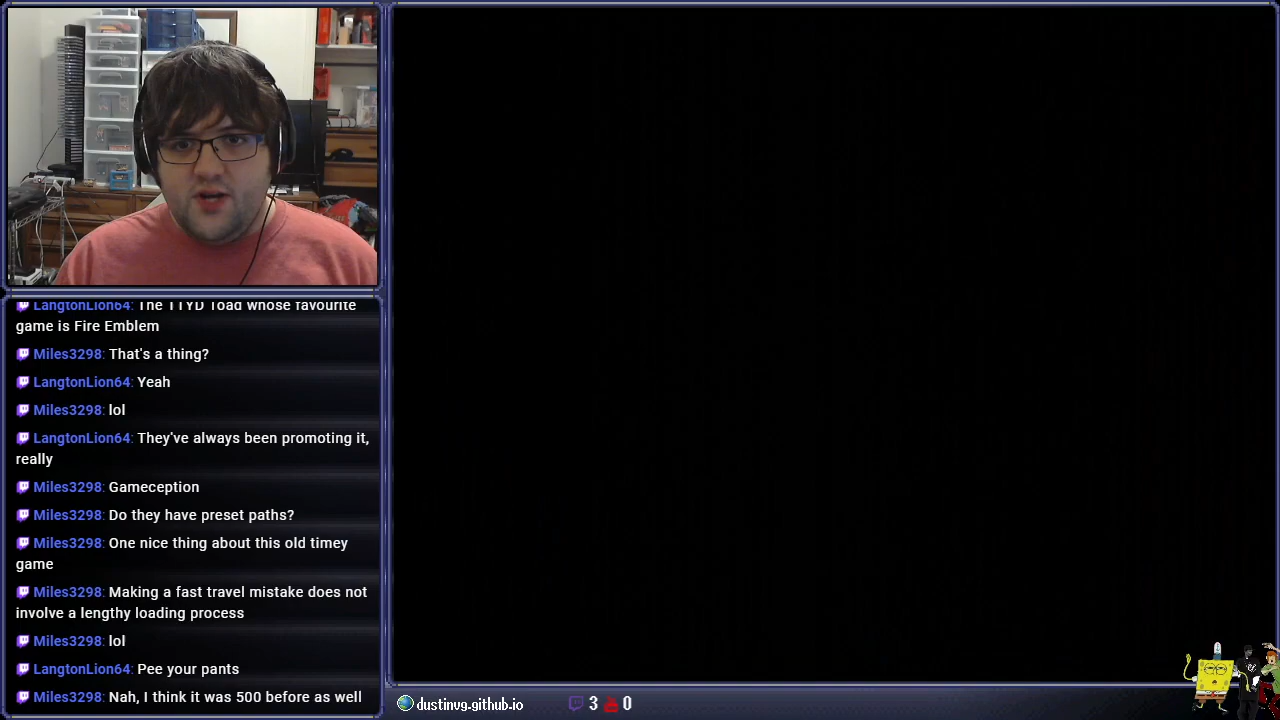 LangtonLion64: The TTYD Toad whose favourite
game is Fire Emblem
Miles3298: That's a thing?
LangtonLion64: Yeah
Miles3298: lol
LangtonLion64: They've always been promoting it,
really
Miles3298: Gameception
Miles3298: Do they have preset paths?
Miles3298: One nice thing about this old timey
game
Miles3298: Making a fast travel mistake does not
involve a lengthy loading process
Miles3298: lol
LangtonLion64: Pee your pants
Miles3298: Nah, I think it was 500 before as well
dustinvg.github.io 3 0